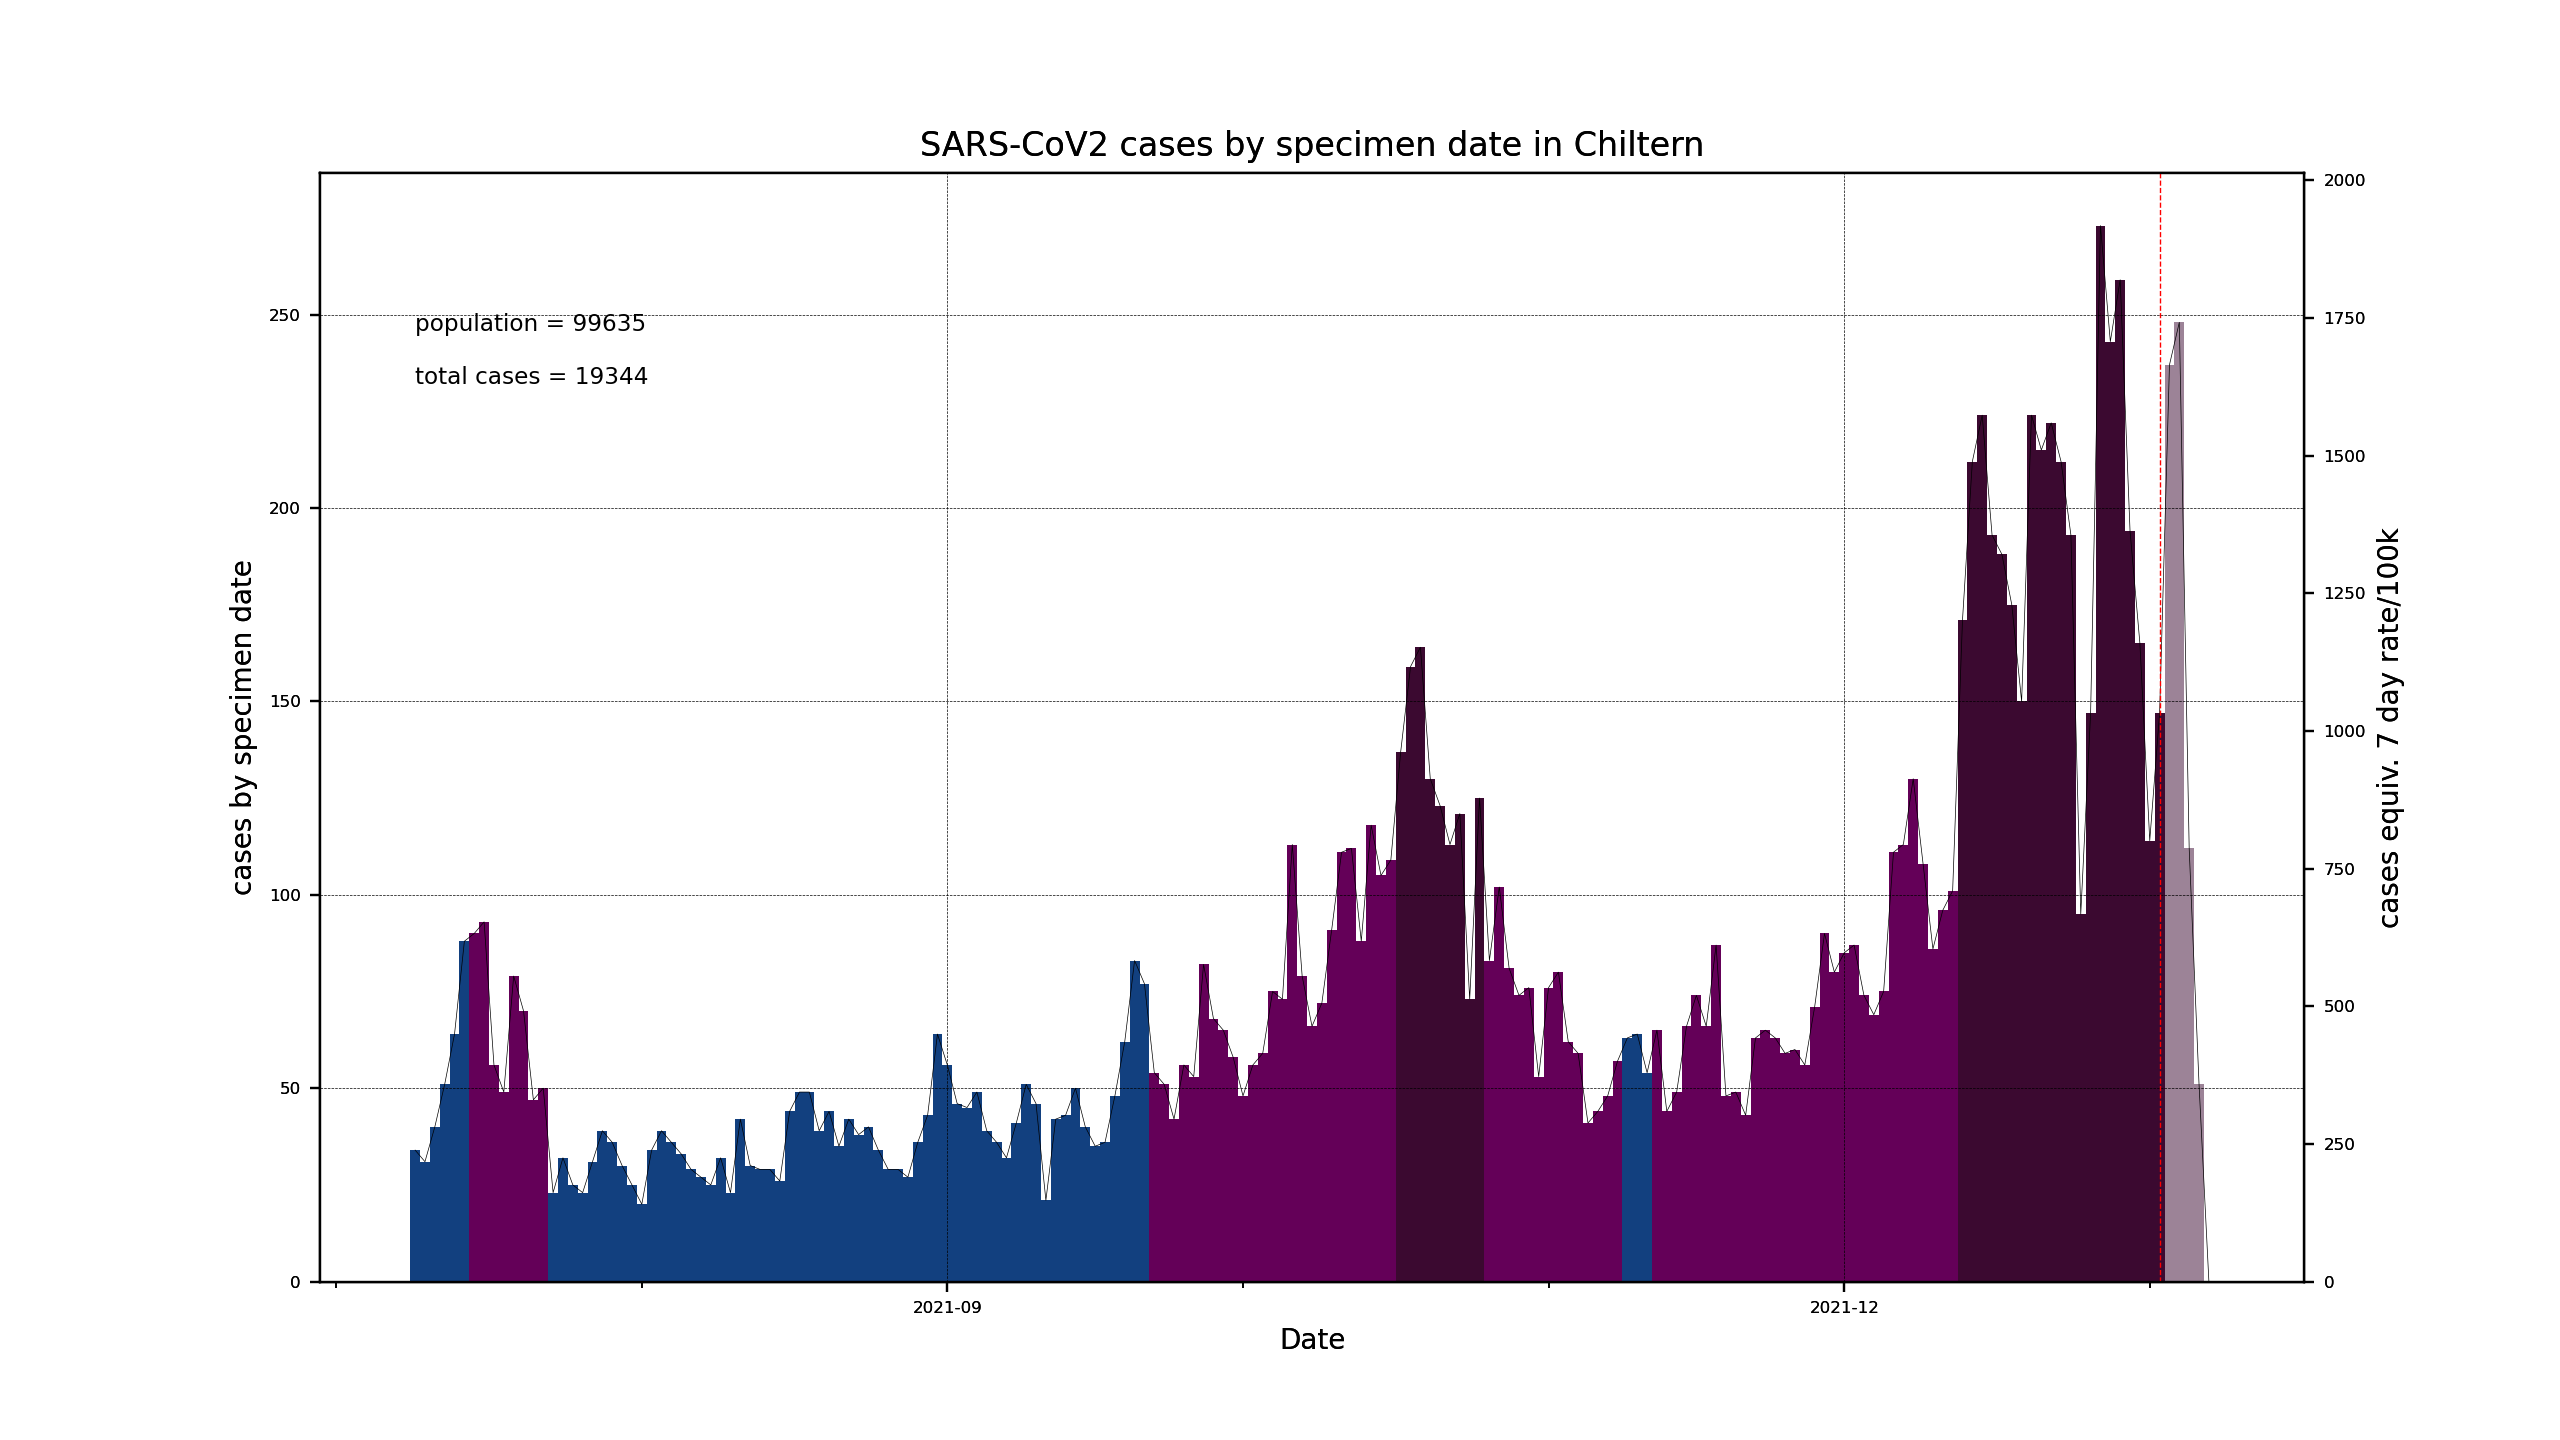 SARS-CoV2 cases by specimen date in Chiltern
population = 99635
total cases = 19344
cases by specimen date
250
200
150
100
50
0
2000
1750
1500
1250
1000
750
500
250
0
cases equiv. 7 day rate/100k
2021-09
2021-12
Date